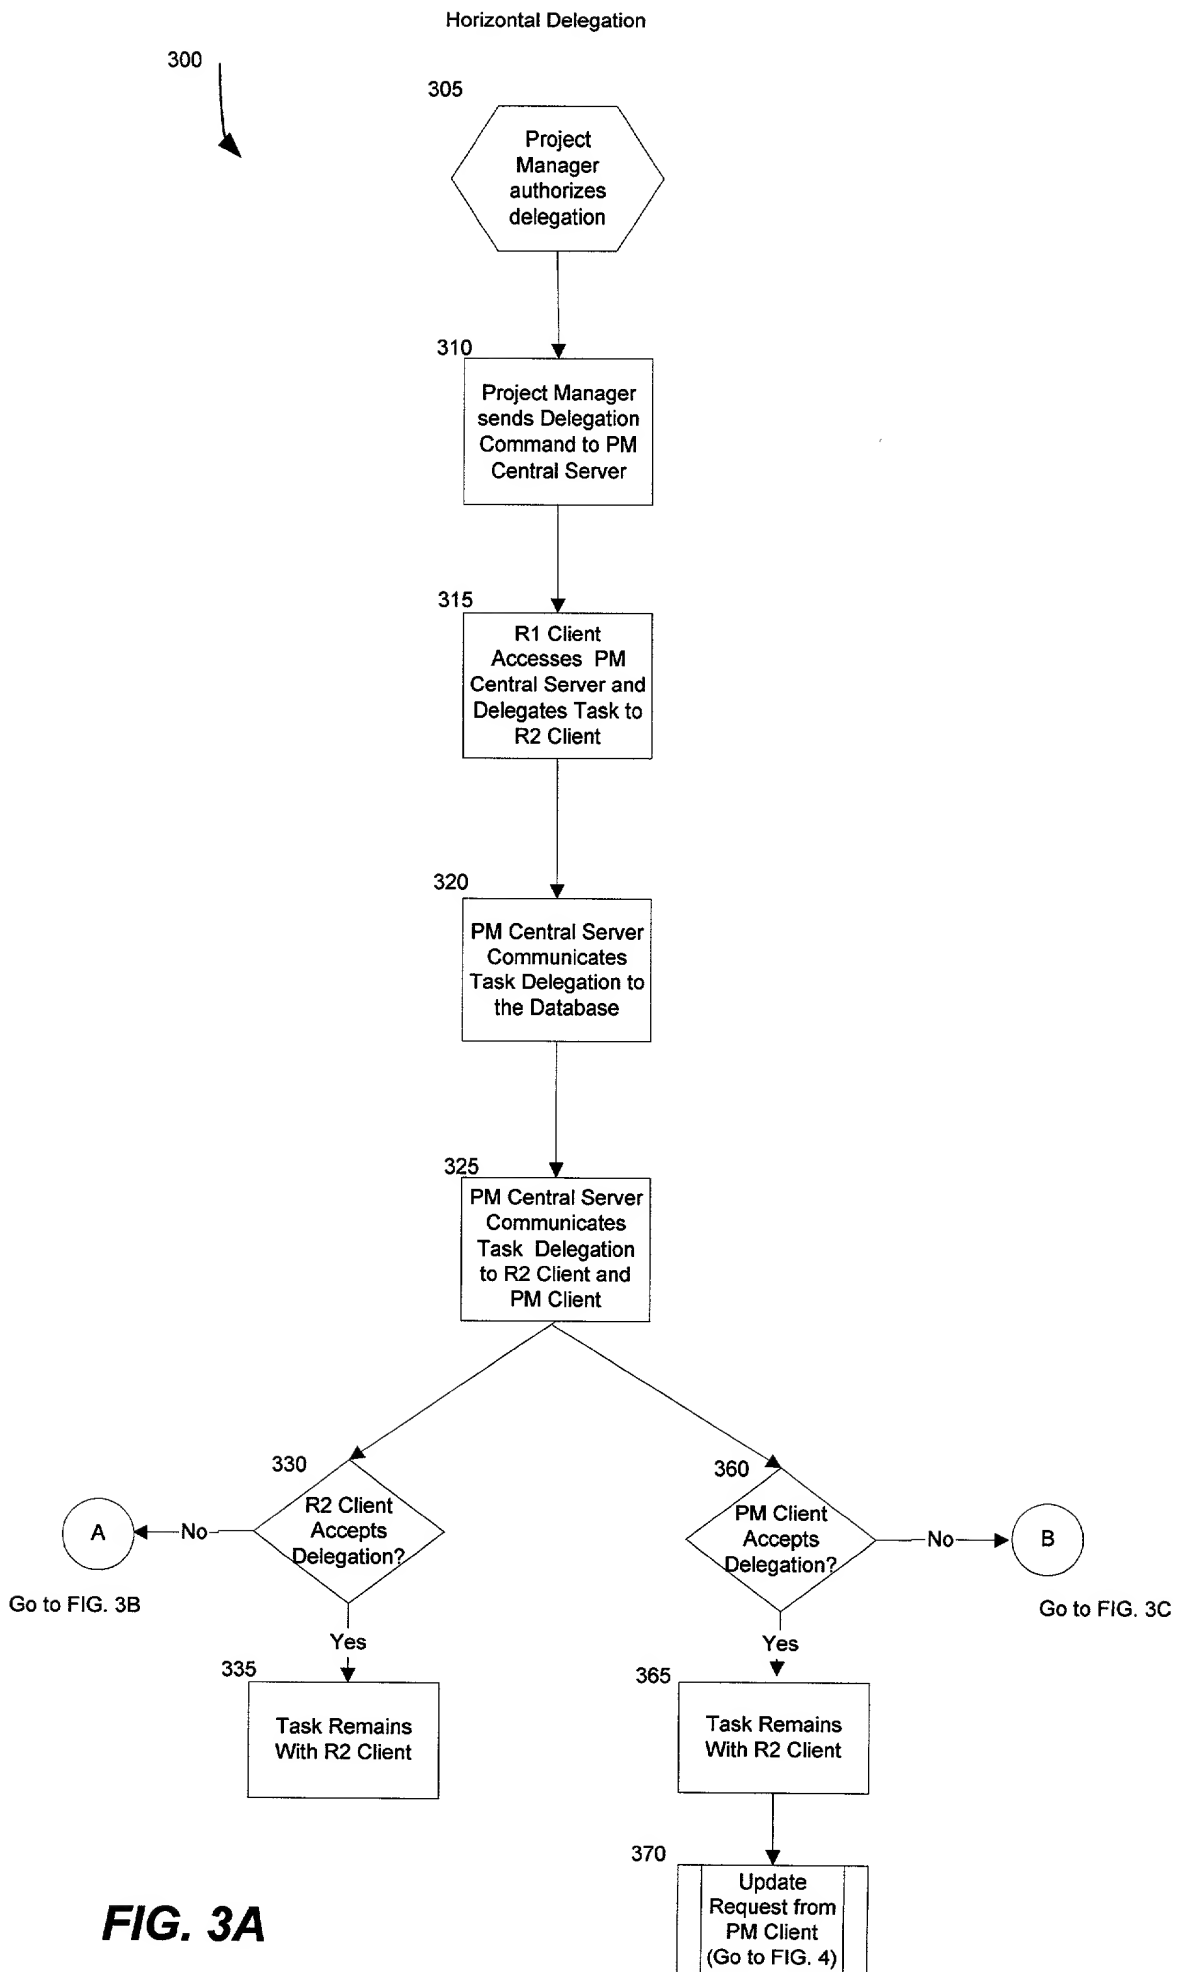 Horizontal Delegation
300
305
Project
Manager
authorizes
delegation
310
Project Manager
sends Delegation
Command to PM
Central Server
315
R1 Client
Accesses PM
Central Server and
Delegates Task to
R2 Client
320
PM Central Server
Communicates
Task Delegation to
the Database
325
PM Central Server
Communicates
Task Delegation
to R2 Client and
PM Client
330
R2 Client
Accepts
Delegation?
No
A
Go to FIG. 3B
Yes
335
Task Remains
With R2 Client
360
PM Client
Accepts
Delegation?
No
B
Go to FIG. 3C
Yes
365
Task Remains
With R2 Client
370
Update
Request from
PM Client
(Go to FIG. 4)
FIG. 3A